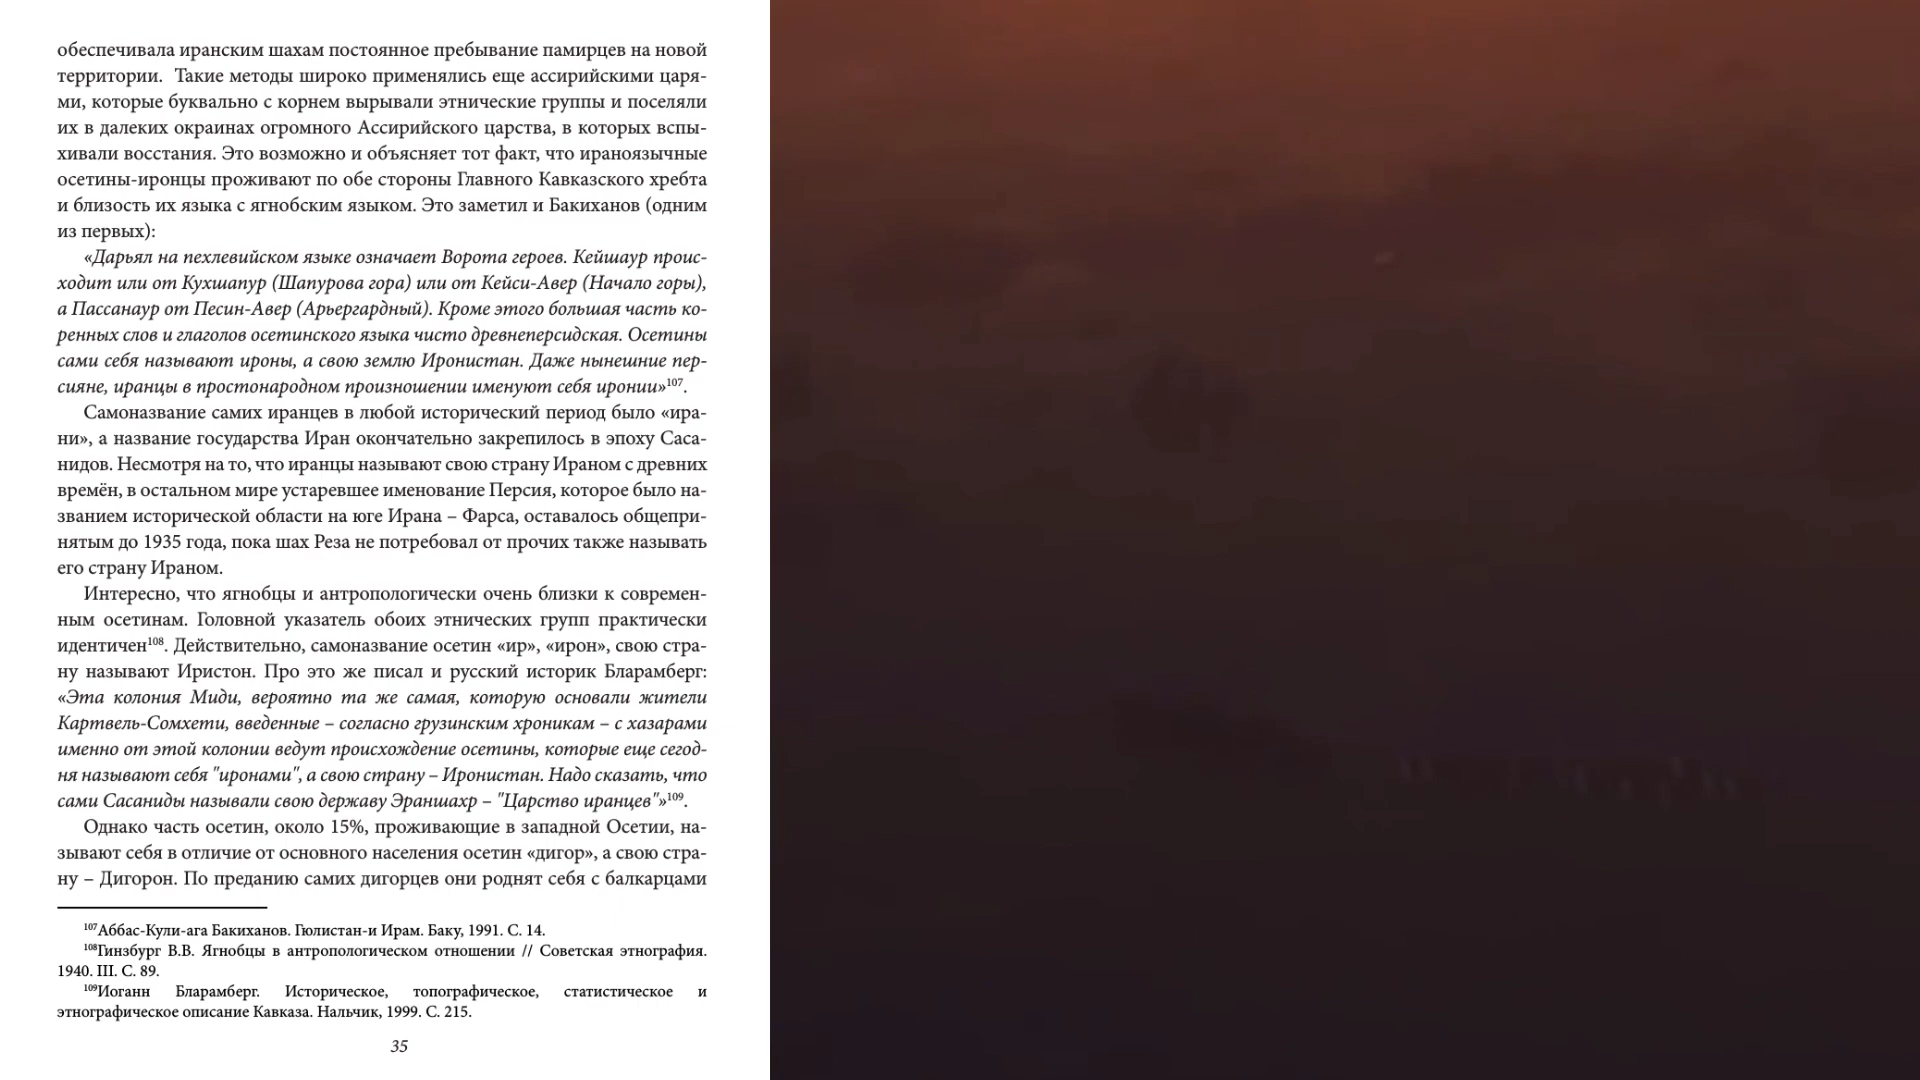 обеспечивала иранским шахам постоянное пребывание памирцев на новой
территории.  Такие методы широко применялись еще ассирийскими царя-
ми, которые буквально с корнем вырывали этнические группы и поселяли
их в далеких окраинах огромного Ассирийского царства, в которых вспы-
хивали восстания. Это возможно и объясняет тот факт, что ираноязычные
осетины-иронцы проживают по обе стороны Главного Кавказского хребта
и близость их языка с ягнобским языком. Это заметил и Бакиханов (одним
из первых):
«Дарьял на пехлевийском языке означает Ворота героев. Кейшаур проис-
ходит или от Кухшапур (Шапурова гора) или от Кейси-Авер (Начало горы),
а Пассанаур от Песин-Авер (Арьергардный). Кроме этого большая часть ко-
ренных слов и глаголов осетинского языка чисто древнеперсидская. Осетины
сами себя называют ироны, а свою землю Иронистан. Даже нынешние пер-
сияне, иранцы в простонародном произношении именуют себя иронии»107.
Самоназвание самих иранцев в любой исторический период было «ира-
ни», а название государства Иран окончательно закрепилось в эпоху Саса-
нидов. Несмотря на то, что иранцы называют свою страну Ираном с древних
времён, в остальном мире устаревшее именование Персия, которое было на-
званием исторической области на юге Ирана – Фарса, оставалось общепри-
нятым до 1935 года, пока шах Реза не потребовал от прочих также называть
его страну Ираном.
Интересно, что ягнобцы и антропологически очень близки к современ-
ным осетинам. Головной указатель обоих этнических групп практически
идентичен108. Действительно, самоназвание осетин «ир», «ирон», свою стра-
ну называют Иристон. Про это же писал и русский историк Бларамберг:
«Эта колония Миди, вероятно та же самая, которую основали жители
Картвель-Сомхети, введенные – согласно грузинским хроникам – с хазарами
именно от этой колонии ведут происхождение осетины, которые еще сегод-
ня называют себя "иронами", а свою страну – Иронистан. Надо сказать, что
сами Сасаниды называли свою державу Эраншахр – "Царство иранцев"»109.
Однако часть осетин, около 15%, проживающие в западной Осетии, на-
зывают себя в отличие от основного населения осетин «дигор», а свою стра-
ну – Дигорон. По преданию самих дигорцев они роднят себя с балкарцами
107Аббас-Кули-ага Бакиханов. Гюлистан-и Ирам. Баку, 1991. С. 14.
108Гинзбург В.В. Ягнобцы в антропологическом отношении // Советская этнография.
1940. III. С. 89.
109Иоганн Бларамберг. Историческое, топографическое, статистическое и
этнографическое описание Кавказа. Нальчик, 1999. С. 215.
35